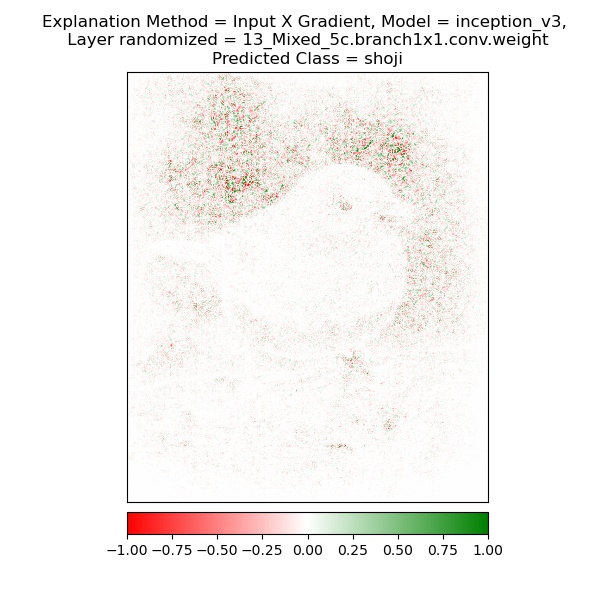 Explanation Method = Input X Gradient, Model = inception_v3,
Layer randomized = 13_Mixed_5c.branch1x1.conv.weight
Predicted Class = shoji
−1.00 −0.75 −0.50 −0.25 0.00 0.25 0.50 0.75 1.00